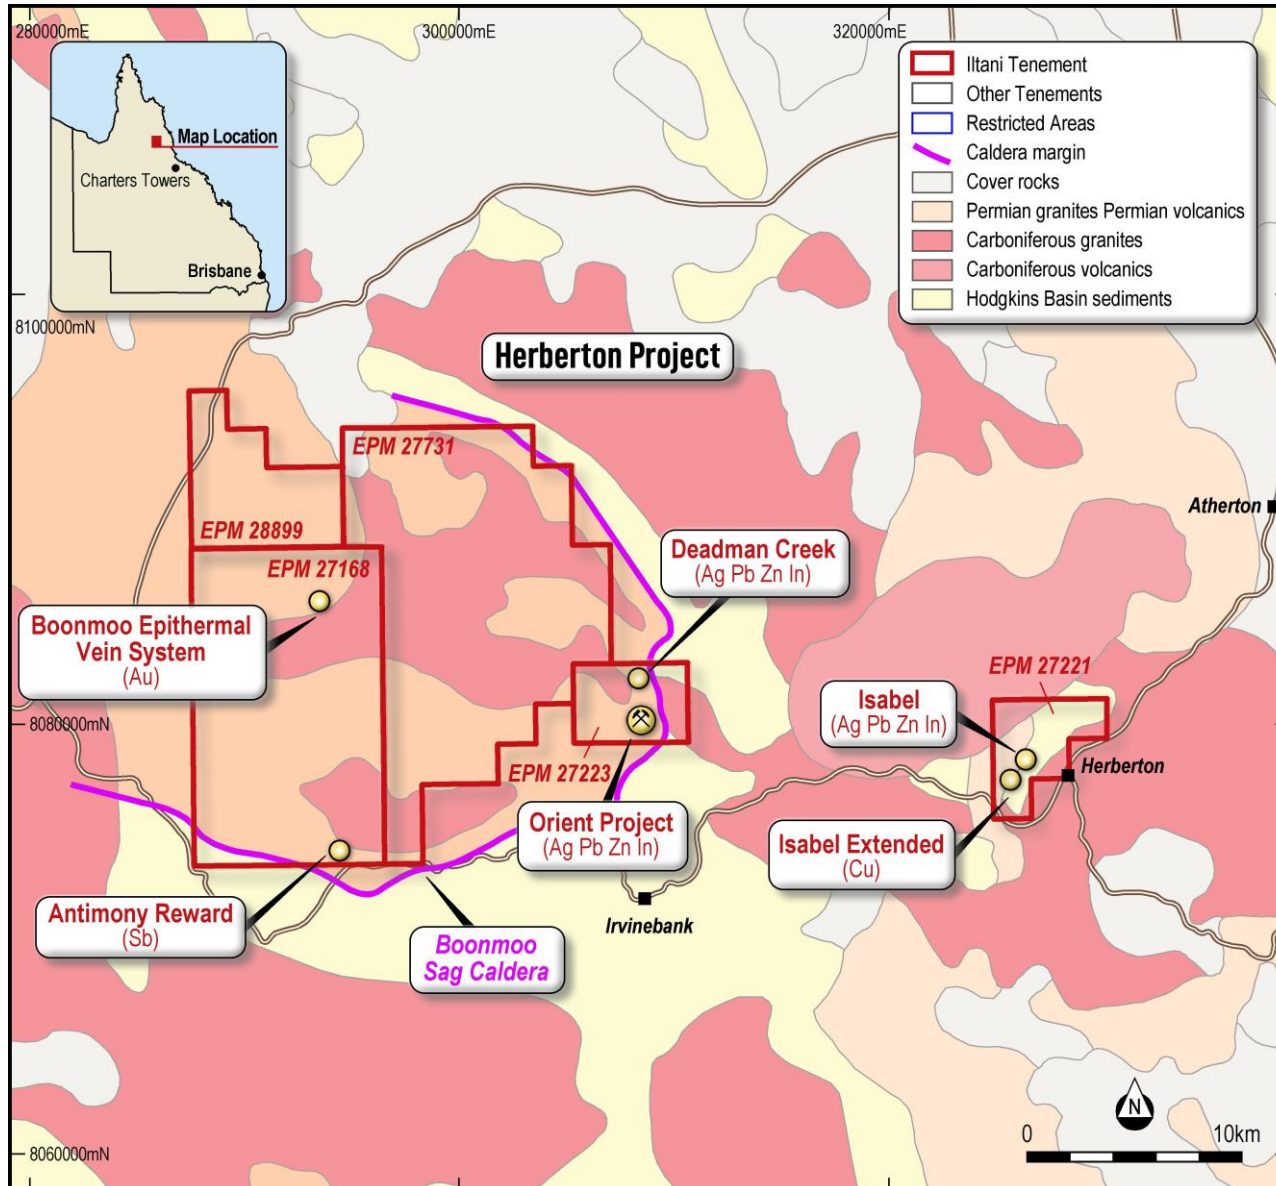 280000mE
300000mE
320000mE
Map Location
Charters Towers
Brisbane
Iltani Tenement
Other Tenements
Restricted Areas
Caldera margin
Cover rocks
Permian granites Permian volcanics
Carboniferous granites
Carboniferous volcanics
Hodgkins Basin sediments
8100000mN
Herberton Project
EPM 27731
EPM 28899
EPM 27168
Atherton
Deadman Creek
(Ag Pb Zn In)
Boonmoo Epithermal
Vein System
(Au)
EPM 27221
Isabel
(Ag Pb Zn In)
8080000mN
EPM 27223
Herberton
Orient Project
(Ag Pb Zn In)
Isabel Extended
(Cu)
Antimony Reward
(Sb)
Irvinebank
Boonmoo
Sag Caldera
N
0
10km
8060000mN